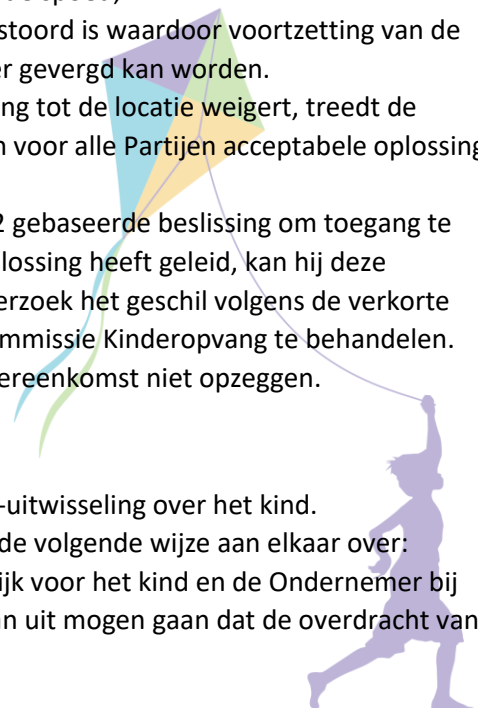 stoord is waardoor voortzetting van de
er gevergd kan worden.
ng tot de locatie weigert, treedt de
n voor alle Partijen acceptabele oplossing
2 gebaseerde beslissing om toegang te
lossing heeft geleid, kan hij deze
erzoek het geschil volgens de verkorte
ommissie Kinderopvang te behandelen.
ereenkomst niet opzeggen.
-uitwisseling over het kind.
de volgende wijze aan elkaar over:
ijk voor het kind en de Ondernemer bij
an uit mogen gaan dat de overdracht van